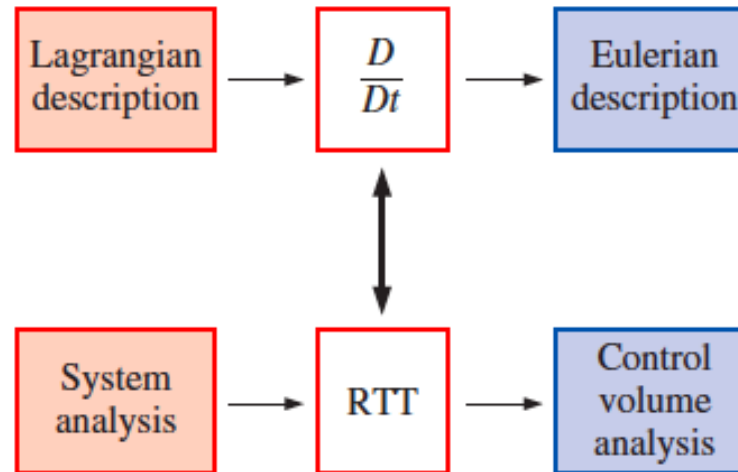 Lagrangian
description
D
Dt
Eulerian
description
System
analysis
RTT
Control
volume
analysis